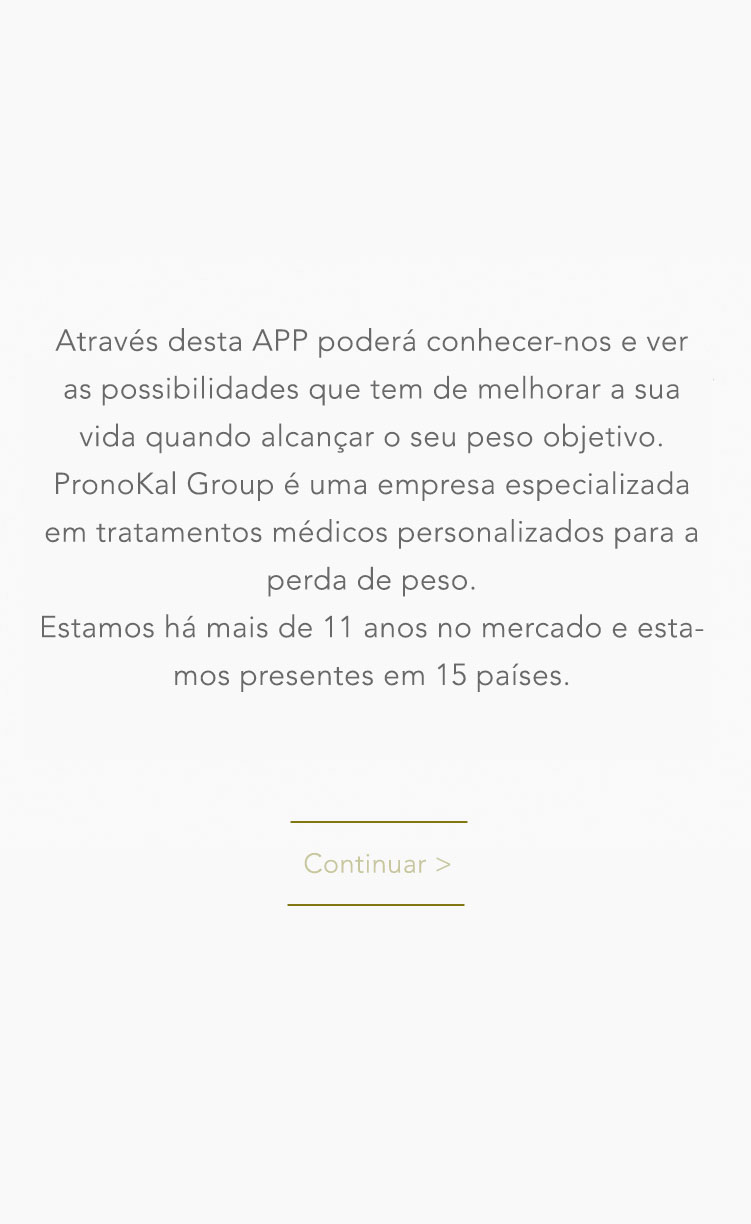 Através desta APP poderá conhecer-nos e ver
as possibilidades que tem de melhorar a sua
vida quando alcançar o seu peso objetivo.
PronoKal Group é uma empresa especializada
em tratamentos médicos personalizados para a
perda de peso.
Estamos há mais de 11 anos no mercado e esta-
mos presentes em 15 países.
Continuar >